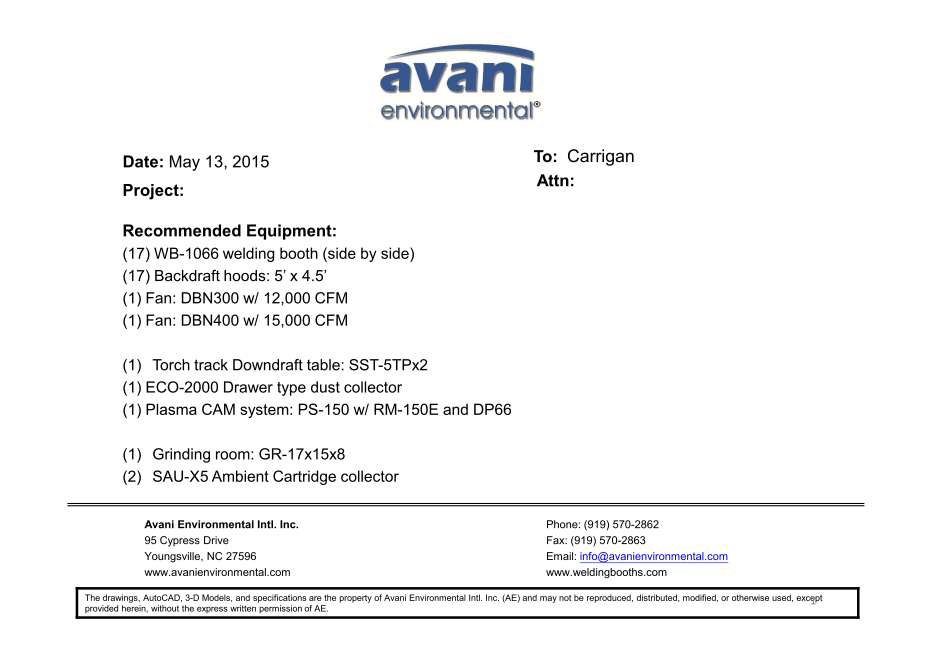 avani
environmental®
Date: May 13, 2015
To: Carrigan
Attn:
Project:
Recommended Equipment:
(17) WB-1066 welding booth (side by side)
(17) Backdraft hoods: 5’ x 4.5’
(1) Fan: DBN300 w/ 12,000 CFM
(1) Fan: DBN400 w/ 15,000 CFM
(1) Torch track Downdraft table: SST-5TPx2
(1) ECO-2000 Drawer type dust collector
(1) Plasma CAM system: PS-150 w/ RM-150E and DP66
(1) Grinding room: GR-17x15x8
(2) SAU-X5 Ambient Cartridge collector
Avani Environmental Intl. Inc.
95 Cypress Drive
Youngsville, NC 27596
www.avanienvironmental.com
Phone: (919) 570-2862
Fax: (919) 570-2863
Email: info@avanienvironmental.com
www.weldingbooths.com
The drawings, AutoCAD, 3-D Models, and specifications are the property of Avani Environmental Intl. Inc. (AE) and may not be reproduced, distributed, modified, or otherwise used, except
provided herein, without the express written permission of AE.